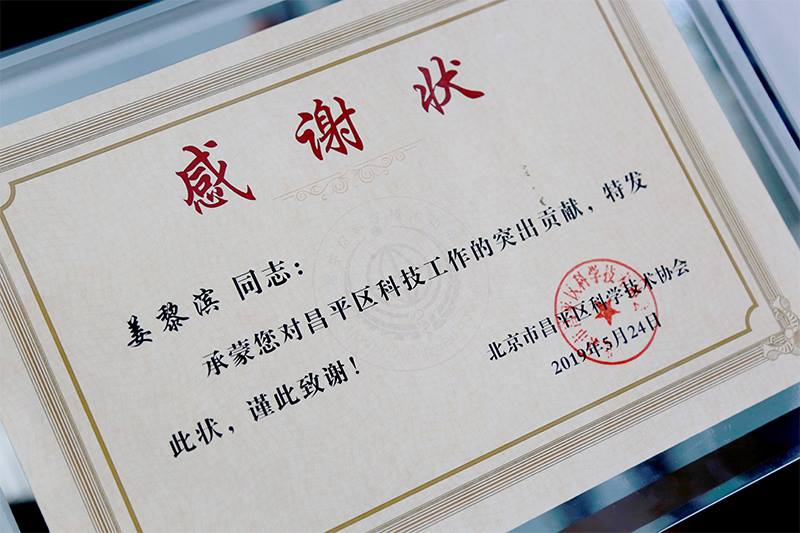 感谢状
姜黎滨 同志：
承蒙您对昌平区科技工作的突出贡献，特发
此状，谨此致谢！
北京市昌平区科学技术协会
2019年5月24日